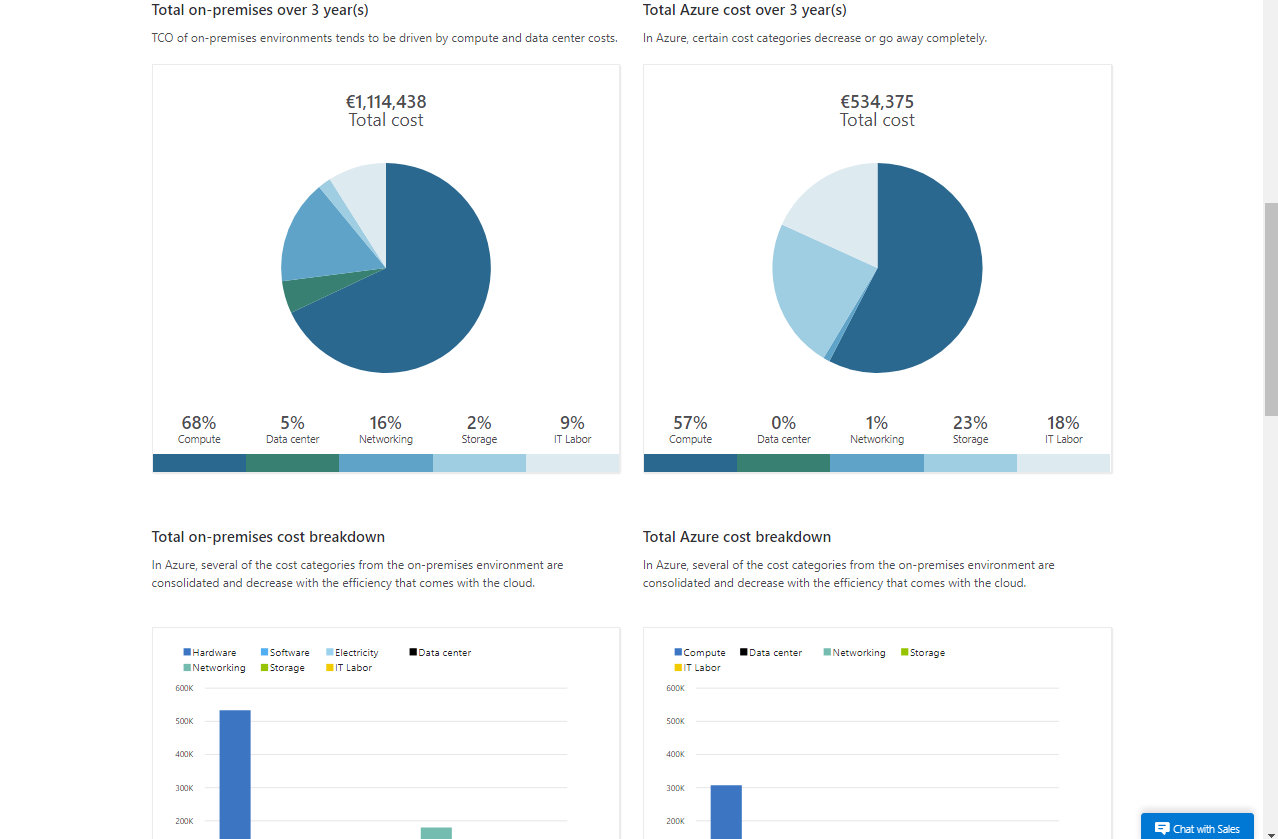 Total on-premises over 3 year(s)
TCO of on-premises environments tends to be driven by compute and data center costs.
€1,114,438
Total cost
68% 5% 16% 2% 9%
Compute Data center Networking Storage IT Labor
Total Azure cost over 3 year(s)
In Azure, certain cost categories decrease or go away completely.
€534,375
Total cost
57% 0% 1% 23% 18%
Compute Data center Networking Storage IT Labor
Total on-premises cost breakdown
In Azure, several of the cost categories from the on-premises environment are
consolidated and decrease with the efficiency that comes with the cloud.
Hardware Software Electricity Data center
Networking Storage IT Labor
600K
500K
400K
300K
200K
Total Azure cost breakdown
In Azure, several of the cost categories from the on-premises environment are
consolidated and decrease with the efficiency that comes with the cloud.
Compute Data center Networking Storage
IT Labor
600K
500K
400K
300K
200K
Chat with Sales